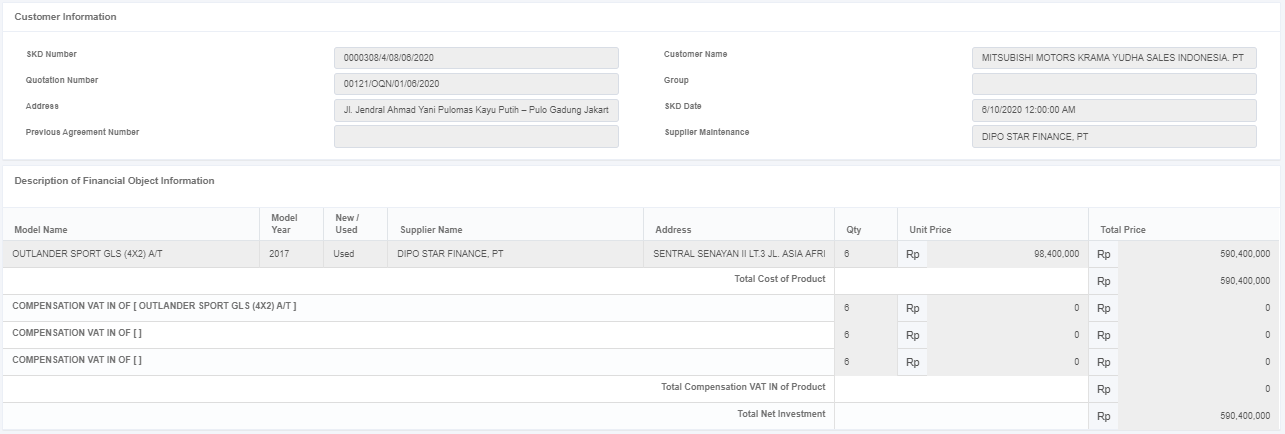 Customer Information
SKD Number 0000308/4/08/06/2020 Customer Name MITSUBISHI MOTORS KRAMA YUDHA SALES INDONESIA. PT
Quotation Number 00121/OQN/01/06/2020 Group
Address Jl. Jendral Ahmad Yani Pulomas Kayu Putih – Pulo Gadung Jakart SKD Date 6/10/2020 12:00:00 AM
Previous Agreement Number Supplier Maintenance DIPO STAR FINANCE, PT
Description of Financial Object Information
Model Name Model Year New / Used Supplier Name Address Qty Unit Price Total Price
OUTLANDER SPORT GLS (4X2) A/T 2017 Used DIPO STAR FINANCE, PT SENTRAL SENAYAN II LT.3 JL. ASIA AFRI 6 Rp 98,400,000 Rp 590,400,000
Total Cost of Product Rp 590,400,000
COMPENSATION VAT IN OF [ OUTLANDER SPORT GLS (4X2) A/T ] 6 Rp 0 Rp 0
COMPENSATION VAT IN OF [ ] 6 Rp 0 Rp 0
COMPENSATION VAT IN OF [ ] 6 Rp 0 Rp 0
Total Compensation VAT IN of Product Rp 0
Total Net Investment Rp 590,400,000